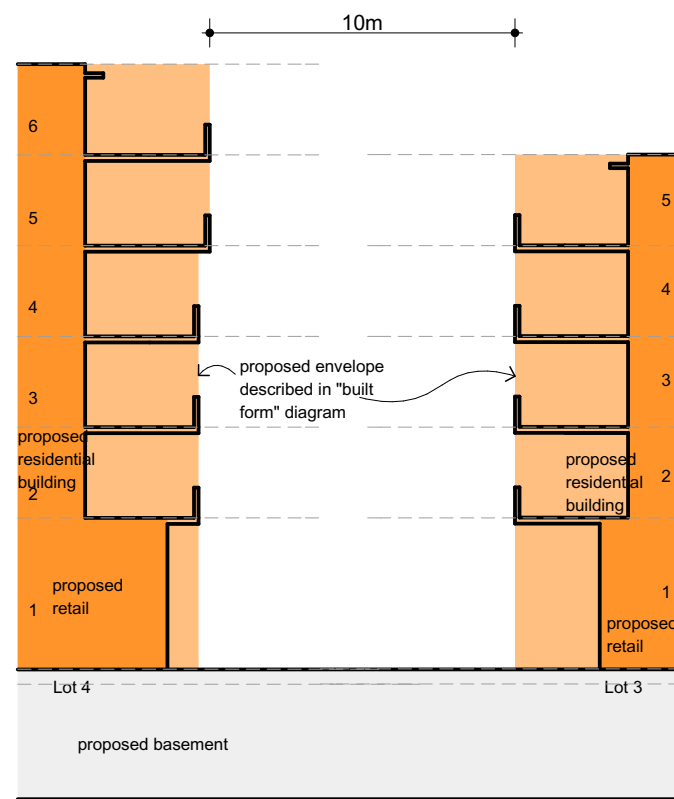 10m
6
5
5
4
4
proposed envelope
described in "built
form" diagram
3
3
proposed
residential
building
2
proposed
residential
building
2
proposed
retail
1
1
proposed
retail
Lot 4
Lot 3
proposed basement